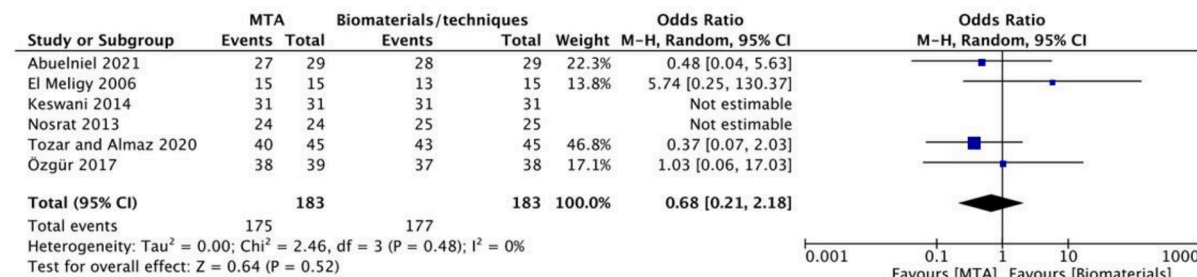 MTA Biomaterials/techniques Odds Ratio Odds Ratio
Study or Subgroup Events Total Events Total Weight M-H, Random, 95% CI M-H, Random, 95% CI
Abuelniel 2021 27 29 28 29 22.3% 0.48 [0.04, 5.63]
El Meligy 2006 15 15 13 15 13.8% 5.74 [0.25, 130.37]
Keswani 2014 31 31 31 31 Not estimable
Nosrat 2013 24 24 25 25 Not estimable
Tozar and Almaz 2020 40 45 43 45 46.8% 0.37 [0.07, 2.03]
Özgür 2017 38 39 37 38 17.1% 1.03 [0.06, 17.03]
Total (95% CI) 183 183 100.0% 0.68 [0.21, 2.18]
Total events 175 177
Heterogeneity: Tau² = 0.00; Chi² = 2.46, df = 3 (P = 0.48); I² = 0%
Test for overall effect: Z = 0.64 (P = 0.52)
0.001 0.1 1 10 1000
Favours [MTA] Favours [Biomaterials]